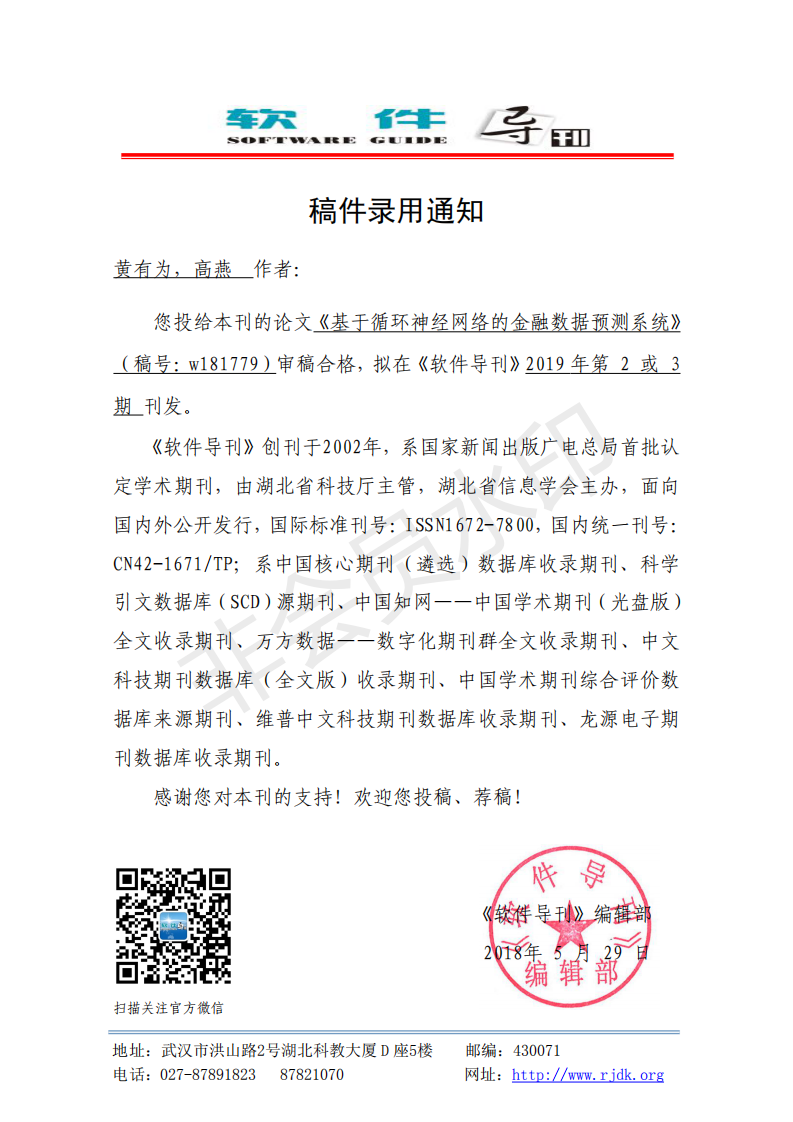 软件导刊
SOFTWARE GUIDE
稿件录用通知
黄有为，高燕 作者：
您投给本刊的论文《基于循环神经网络的金融数据预测系统》
（稿号：w181779）审稿合格，拟在《软件导刊》2019年第 2 或 3
期 刊发。
《软件导刊》创刊于2002年，系国家新闻出版广电总局首批认
定学术期刊，由湖北省科技厅主管，湖北省信息学会主办，面向
国内外公开发行，国际标准刊号：ISSN1672-7800，国内统一刊号：
CN42-1671/TP；系中国核心期刊（遴选）数据库收录期刊、科学
引文数据库（SCD）源期刊、中国知网——中国学术期刊（光盘版）
全文收录期刊、万方数据——数字化期刊群全文收录期刊、中文
科技期刊数据库（全文版）收录期刊、中国学术期刊综合评价数
据库来源期刊、维普中文科技期刊数据库收录期刊、龙源电子期
刊数据库收录期刊。
感谢您对本刊的支持！欢迎您投稿、荐稿！
非会员水印
《软件导刊》编辑部
2018年 5 月 29 日
《软件导刊》
编辑部
扫描关注官方微信
地址：武汉市洪山路2号湖北科教大厦D座5楼 邮编：430071
电话：027-87891823 87821070 网址：http://www.rjdk.org